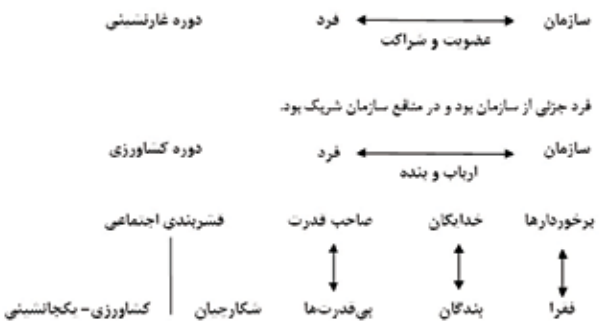 سازمان فرد دوره غارنشینی
عضویت و شراکت
فرد جزئی از سازمان بود و در منافع سازمان شریک بود.
سازمان فرد دوره کشاورزی
ارباب و بنده
برخوردارها خدایگان صاحب قدرت قشربندی اجتماعی
فقرا بندگان بی‌قدرت‌ها شکارچیان کشاورزی- یکجانشینی